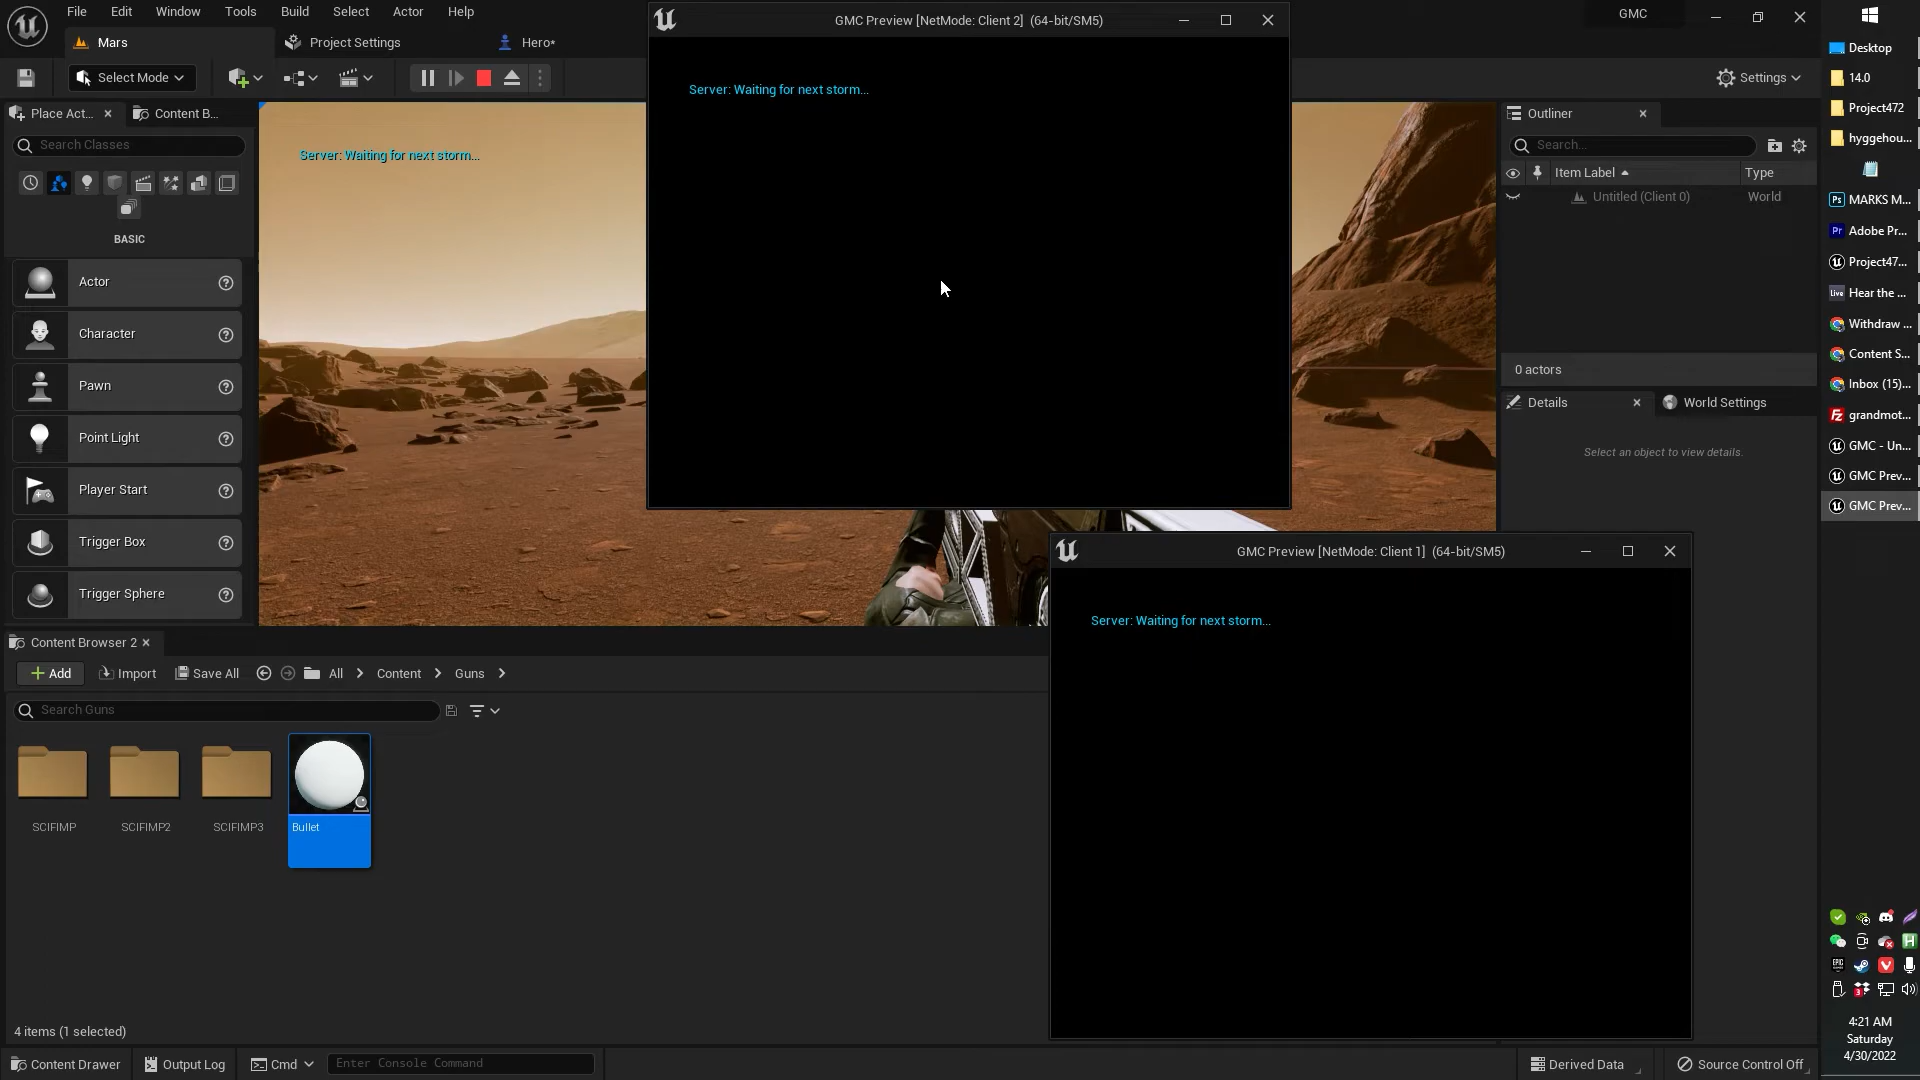 File Edit Window Tools Build Select Actor Help
GMC Preview [NetMode: Client 2] (64-bit/SM5)
GMC
Mars
Project Settings
Hero*
Select Mode
Settings
Server: Waiting for next storm...
Server: Waiting for next storm...
Place Act...
Content B...
Search Classes
BASIC
Actor
Character
Pawn
Point Light
Player Start
Trigger Box
Trigger Sphere
Outliner
Search...
Item Label
Type
Untitled (Client 0)
World
0 actors
Details
World Settings
Select an object to view details.
GMC Preview [NetMode: Client 1] (64-bit/SM5)
Server: Waiting for next storm...
Content Browser 2
Add
Import
Save All
All
Content
Guns
Search Guns
SCIFIMP
SCIFIMP2
SCIFIMP3
Bullet
4 items (1 selected)
Content Drawer
Output Log
Cmd
Enter Console Command
Derived Data
Source Control Off
Desktop
14.0
Project472
hyggehou...
MARKS M...
Adobe Pr...
Project47...
Hear the ...
Withdraw ...
Content S...
Inbox (15)...
grandmot...
GMC - Un...
GMC Prev...
GMC Prev...
4:21 AM
Saturday
4/30/2022